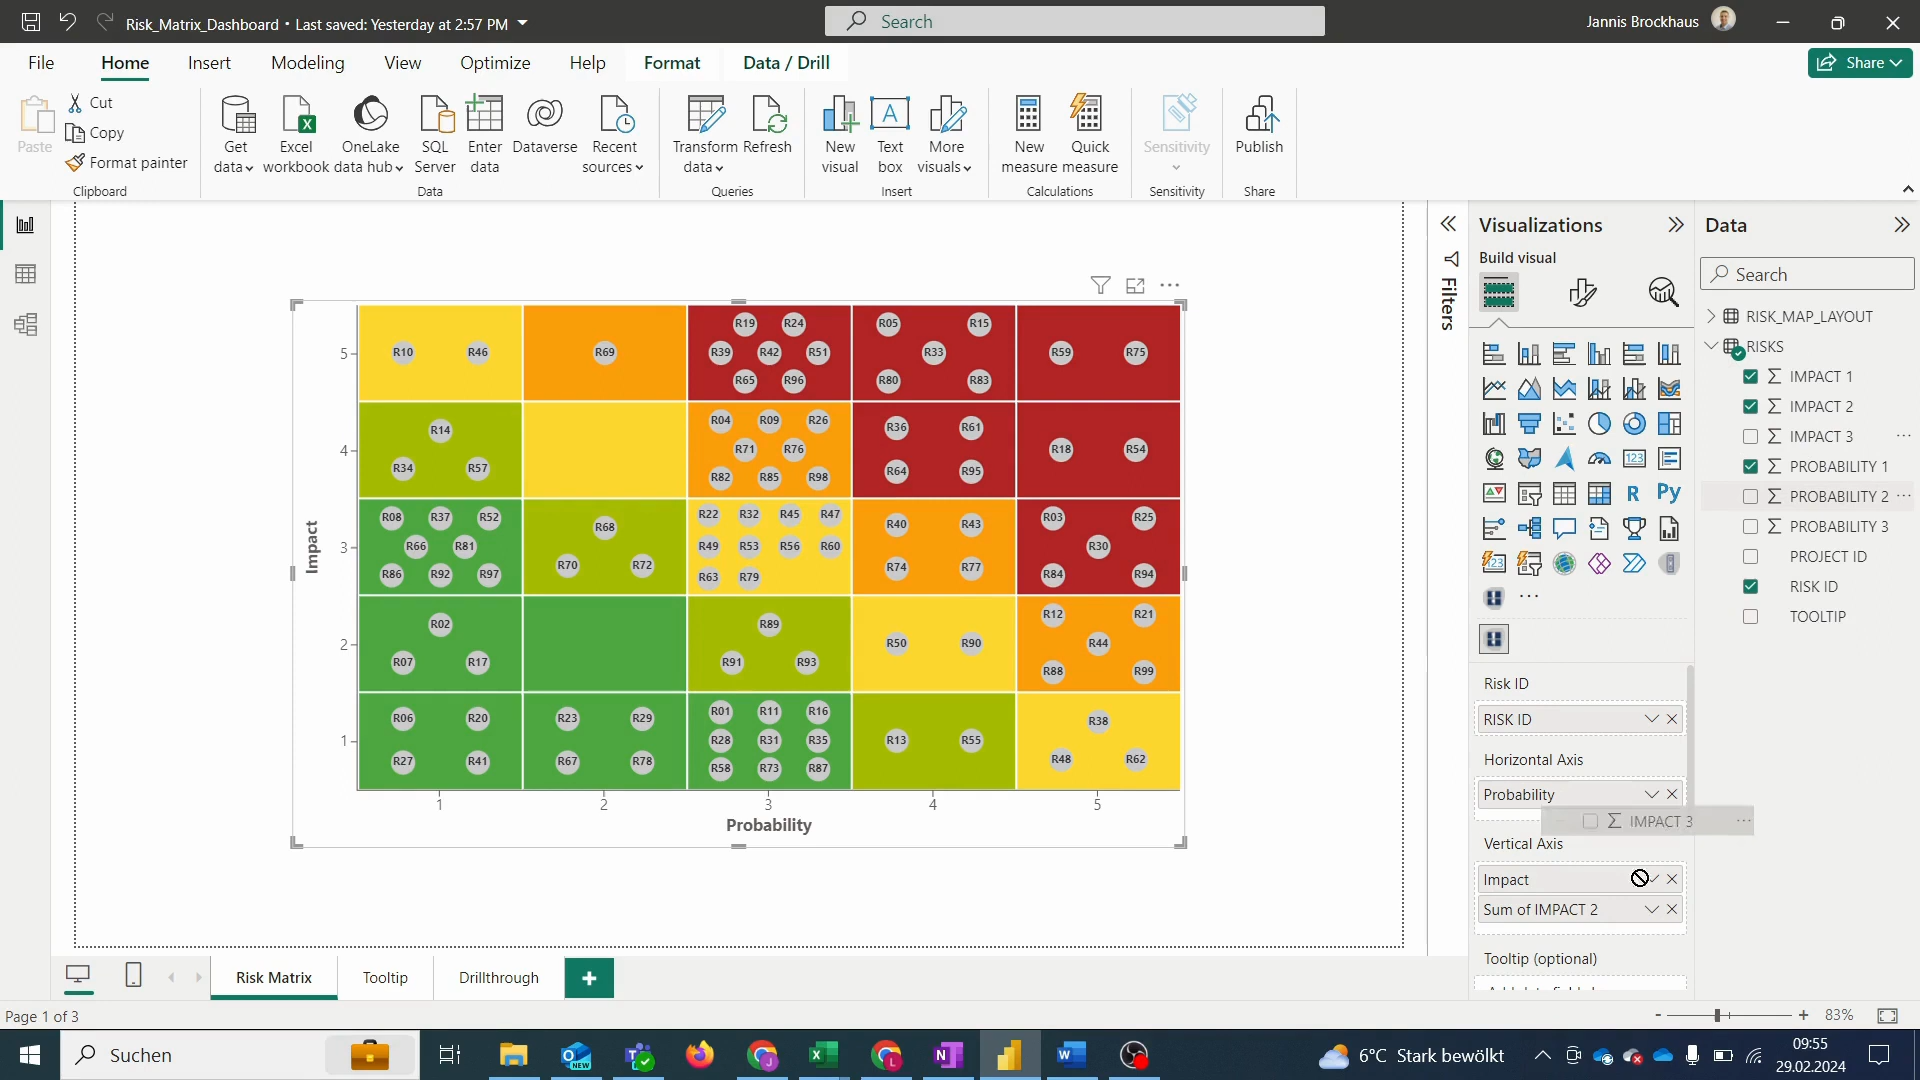 Risk_Matrix_Dashboard • Last saved: Yesterday at 2:57 PM
Search
Jannis Brockhaus
File Home Insert Modeling View Optimize Help Format Data / Drill
Share
Paste
Cut
Copy
Format painter
Clipboard
Get data
Excel workbook
OneLake data hub
SQL Server
Enter data
Dataverse
Recent sources
Data
Transform data
Refresh
Queries
New visual
Text box
More visuals
Insert
New measure
Quick measure
Calculations
Sensitivity
Sensitivity
Publish
Share
Impact
5
R10 R46
R69
R19 R24
R39 R42 R51
R65 R96
R05 R15
R33
R80 R83
R59 R75
4
R14
R34 R57
R04 R09 R26
R71 R76
R82 R85 R98
R36 R61
R64 R95
R18 R54
3
R08 R37 R52
R66 R81
R86 R92 R97
R68
R70 R72
R22 R32 R45 R47
R49 R53 R56 R60
R63 R79
R40 R43
R74 R77
R03 R25
R30
R84 R94
2
R02
R07 R17
R89
R91 R93
R50 R90
R12 R21
R44
R88 R99
1
R06 R20
R27 R41
R23 R29
R67 R78
R01 R11 R16
R28 R31 R35
R58 R73 R87
R13 R55
R38
R48 R62
1 2 3 4 5
Probability
Filters
Visualizations
Build visual
123
R
Py
123
Risk ID
RISK ID
Horizontal Axis
Probability
IMPACT 3
Vertical Axis
Impact
Sum of IMPACT 2
Tooltip (optional)
Data
Search
RISK_MAP_LAYOUT
RISKS
IMPACT 1
IMPACT 2
IMPACT 3
PROBABILITY 1
PROBABILITY 2
PROBABILITY 3
PROJECT ID
RISK ID
TOOLTIP
Risk Matrix Tooltip Drillthrough
Page 1 of 3
83%
Suchen
NEW
6°C Stark bewölkt
09:55
29.02.2024